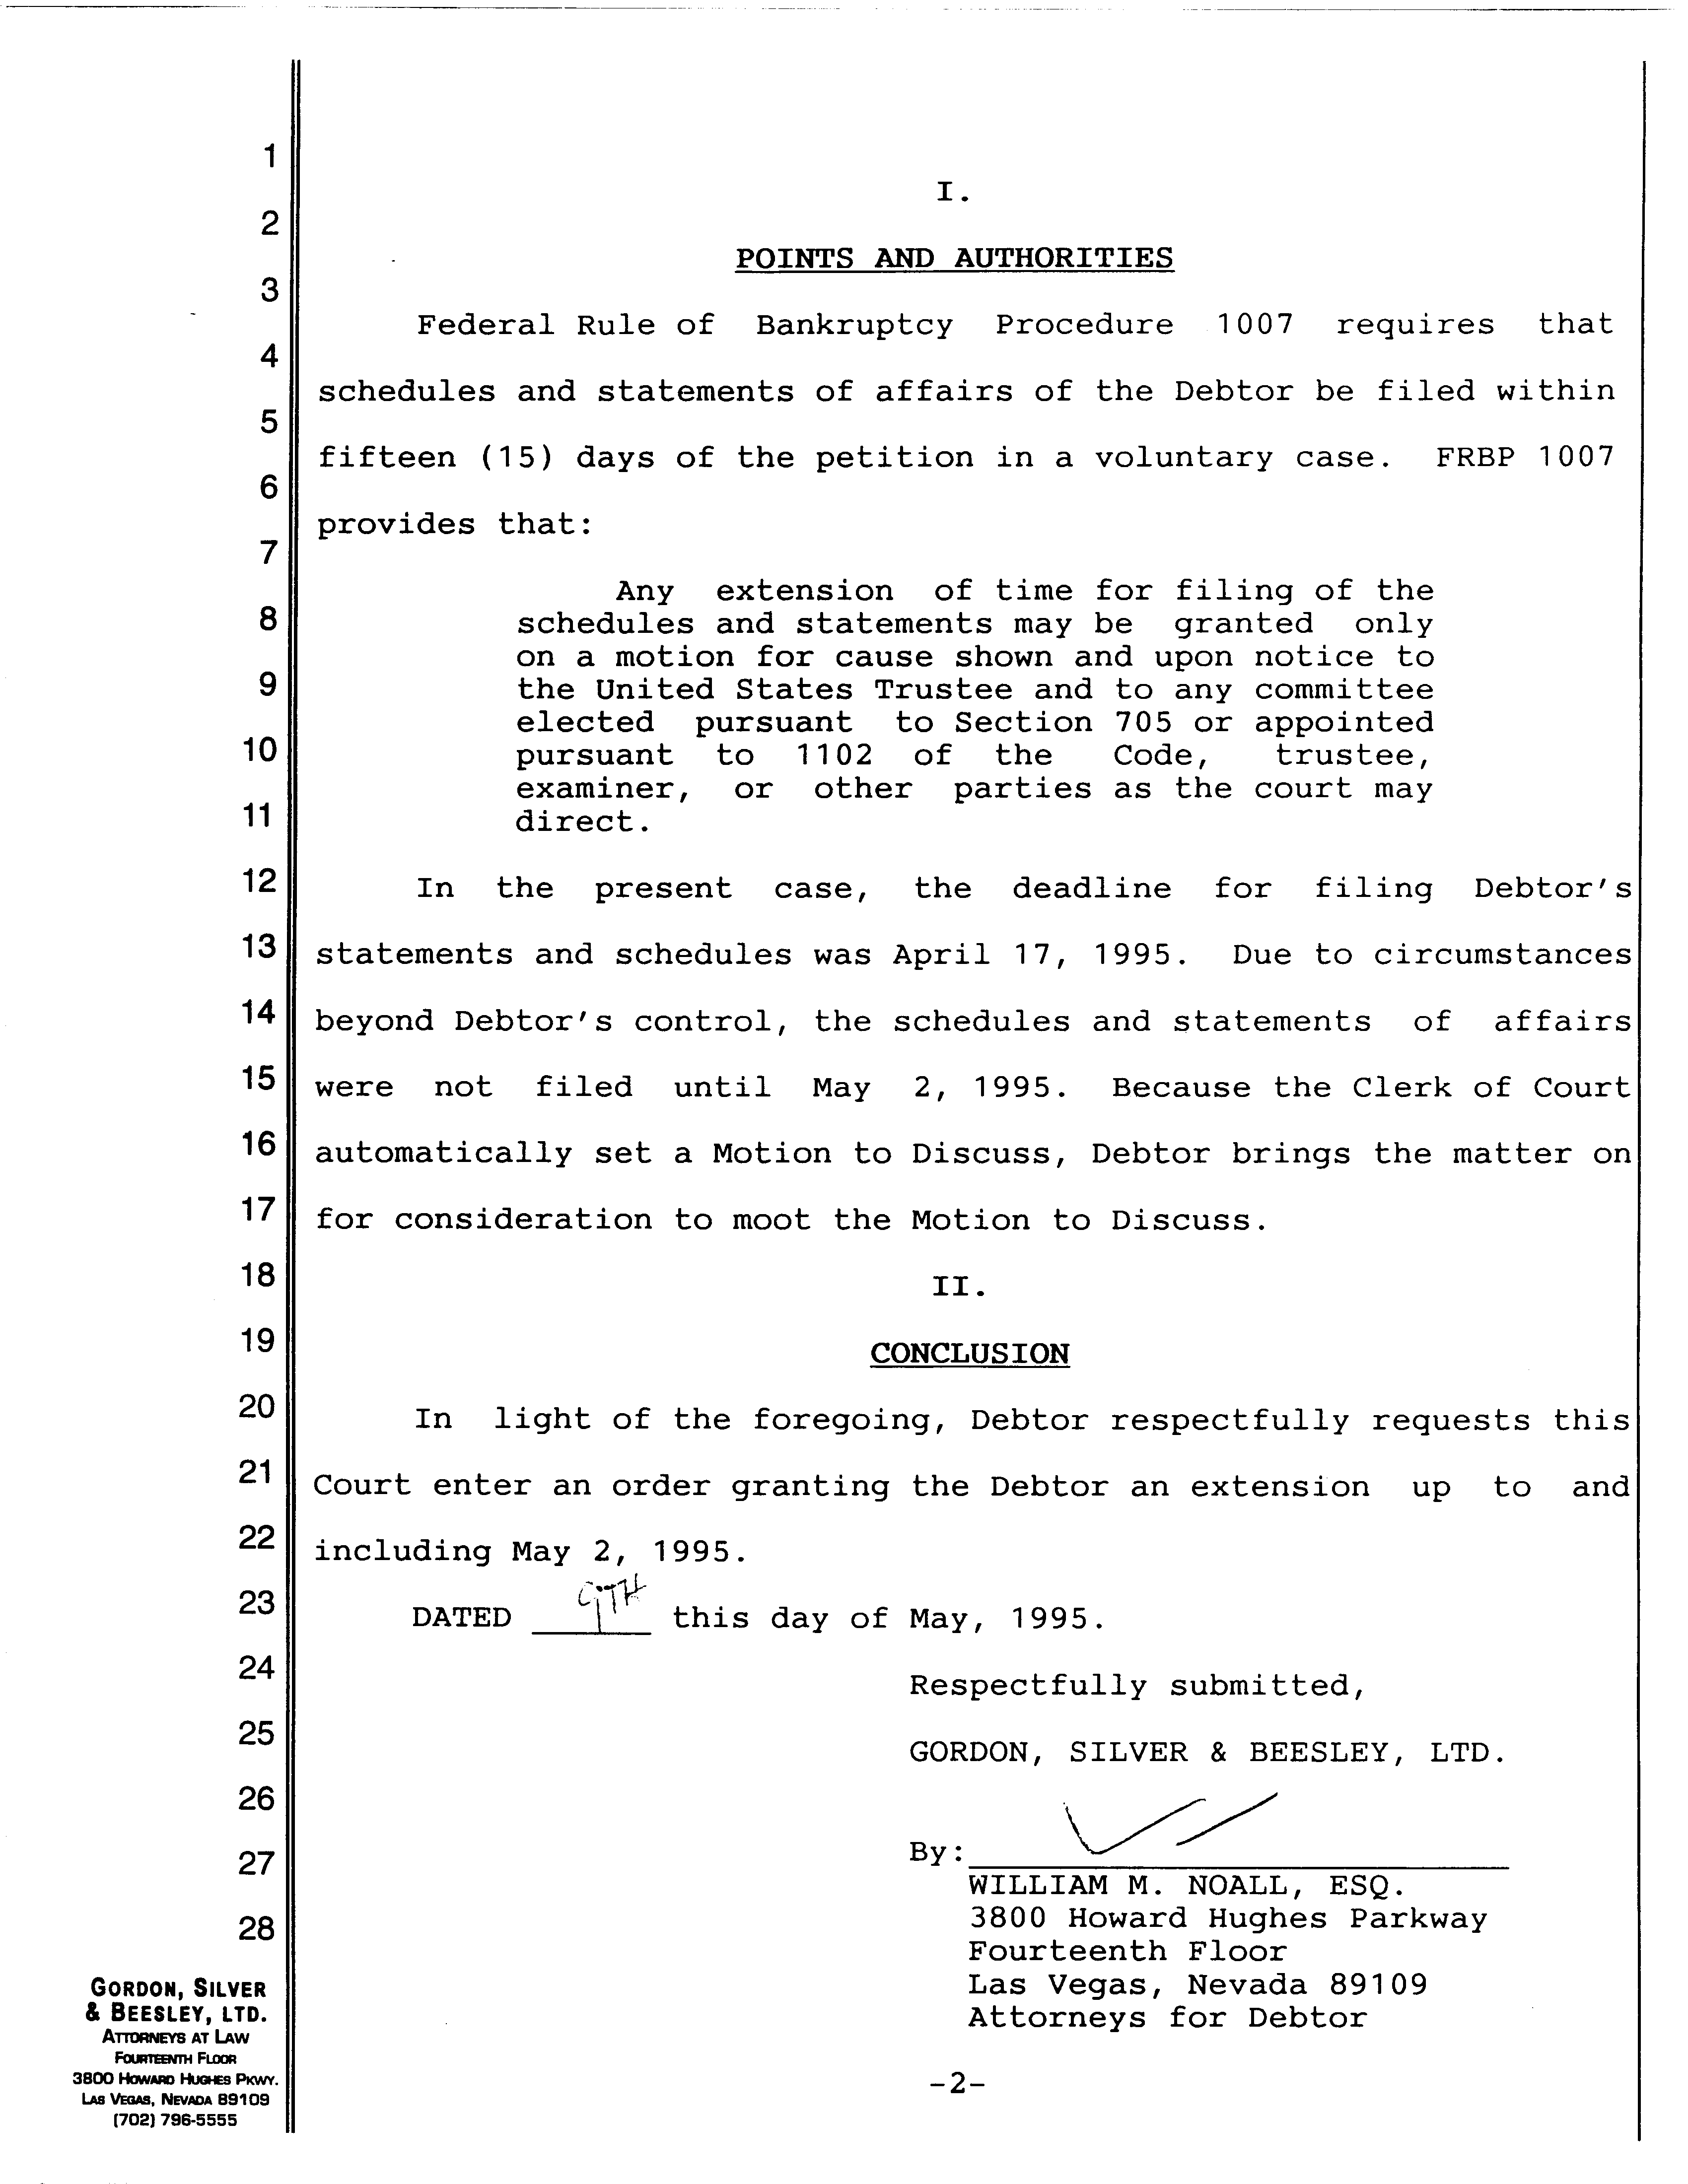 1
I.
2
POINTS AND AUTHORITIES
3
Federal Rule of Bankruptcy Procedure 1007 requires that
4
schedules and statements of affairs of the Debtor be filed within
5
fifteen (15) days of the petition in a voluntary case. FRBP 1007
6
provides that:
7
Any extension of time for filing of the
8
schedules and statements may be granted only
on a motion for cause shown and upon notice to
9
the United States Trustee and to any committee
elected pursuant to Section 705 or appointed
10
pursuant to 1102 of the Code, trustee,
examiner, or other parties as the court may
11
direct.
12
In the present case, the deadline for filing Debtor's
13
statements and schedules was April 17, 1995. Due to circumstances
14
beyond Debtor's control, the schedules and statements of affairs
15
were not filed until May 2, 1995. Because the Clerk of Court
16
automatically set a Motion to Discuss, Debtor brings the matter on
17
for consideration to moot the Motion to Discuss.
18
II.
19
CONCLUSION
20
In light of the foregoing, Debtor respectfully requests this
21
Court enter an order granting the Debtor an extension up to and
22
including May 2, 1995.
23
DATED 9TH this day of May, 1995.
24
Respectfully submitted,
25
GORDON, SILVER & BEESLEY, LTD.
26
By:
27
WILLIAM M. NOALL, ESQ.
3800 Howard Hughes Parkway
28
Fourteenth Floor
Las Vegas, Nevada 89109
Attorneys for Debtor
GORDON, SILVER
& BEESLEY, LTD.
ATTORNEYS AT LAW
FOURTEENTH FLOOR
3800 HOWARD HUGHES PKWY.
LAS VEGAS, NEVADA 89109
(702) 796-5555
-2-